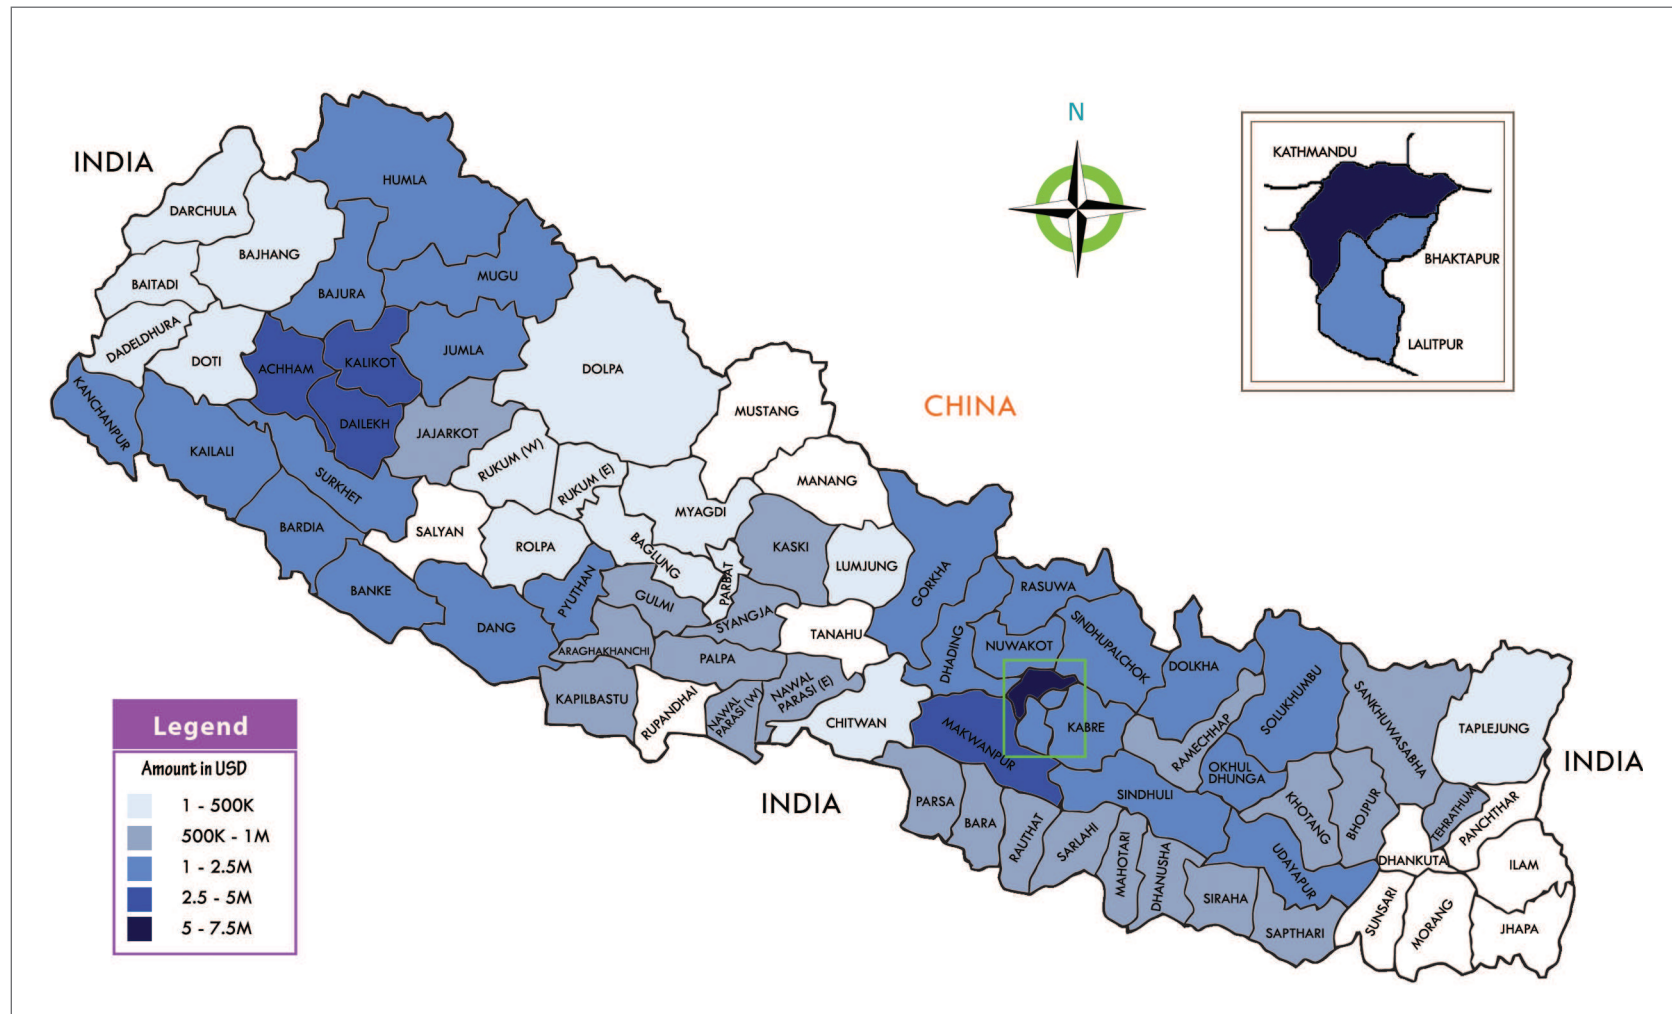 N
INDIA
KATHMANDU
BHAKTAPUR
LALITPUR
HUMLA
DARCHULA
BAJHANG
BAITADI
BAJURA
MUGU
DADELDHURA
DOTI
ACHHAM
KALIKOT
JUMLA
DOLPA
KANCHANPUR
DAILEKH
JAJARKOT
MUSTANG
CHINA
KAILALI
SURKHET
RUKUM (W)
RUKUM (E)
MANANG
BARDIA
SALYAN
ROLPA
MYAGDI
BAGLUNG
PARBAT
KASKI
LUMJUNG
GORKHA
BANKE
DANG
PYUTHAN
GULMI
SYANGJA
TANAHU
RASUWA
DHADING
NUWAKOT
SINDHUPALCHOK
DOLKHA
ARAGHAKHANCHI
PALPA
KAPILBASTU
RUPANDHAI
NAWAL
PARASI (W)
NAWAL
PARASI (E)
CHITWAN
MAKWANPUR
KABRE
RAMECHHAP
SOLUKHUMBU
SANKHUWASABHA
TAPLEJUNG
INDIA
INDIA
OKHUL
DHUNGA
SINDHULI
KHOTANG
BHOJPUR
TEHRATHUM
PANCHTHAR
PARSA
BARA
RAUTHAT
SARLAHI
MAHOTARI
DHANUSHA
SIRAHA
UDAYAPUR
SAPTHARI
DHANKUTA
ILAM
SUNSARI
MORANG
JHAPA
Legend
Amount in USD
1 - 500K
500K - 1M
1 - 2.5M
2.5 - 5M
5 - 7.5M